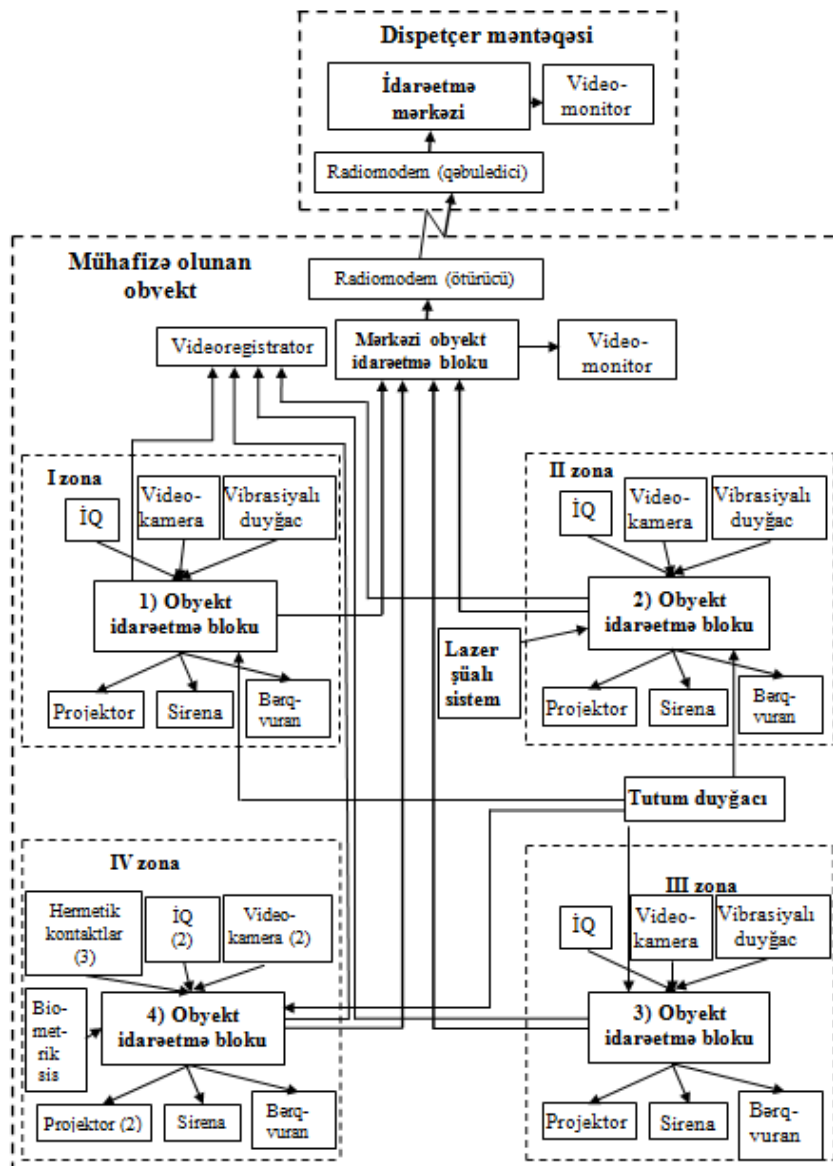 Dispetçer məntəqəsi
İdarəetmə
mərkəzi
Video-
monitor
Radiomodem (qəbuledici)
Mühafizə olunan
obyekt
Radiomodem (ötürücü)
Videoregistrator
Mərkəzi obyekt
idarəetmə bloku
Video-
monitor
I zona
İQ
Video-
kamera
Vibrasiyalı
duyğac
1) Obyekt
idarəetmə bloku
Projektor
Sirena
Bərq-
vuran
II zona
İQ
Video-
kamera
Vibrasiyalı
duyğac
2) Obyekt
idarəetmə bloku
Lazer
şüalı
sistem
Projektor
Sirena
Bərq-
vuran
Tutum duyğacı
IV zona
Hermetik
kontaktlar
(3)
İQ
(2)
Video-
kamera (2)
Bio-
met-
rik
sis
4) Obyekt
idarəetmə bloku
Projektor (2)
Sirena
Bərq-
vuran
III zona
İQ
Video-
kamera
Vibrasiyalı
duyğac
3) Obyekt
idarəetmə bloku
Projektor
Sirena
Bərq-
vuran